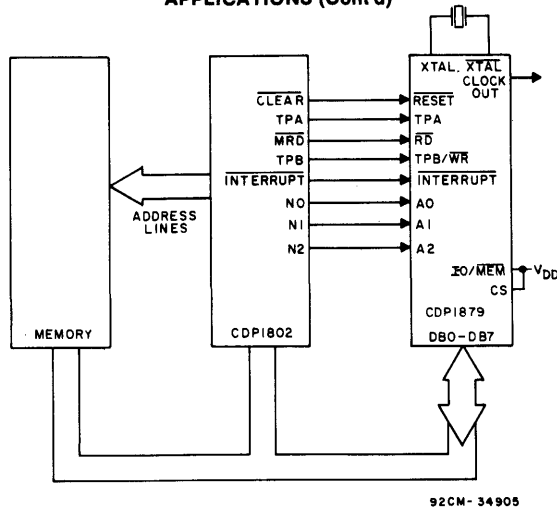 APPLICATIONS (Cont'd)
XTAL, XTAL
CLOCK
OUT
CLEAR
RESET
TPA
TPA
MRD
RD
TPB
TPB/WR
INTERRUPT
INTERRUPT
N0
A0
N1
A1
N2
A2
ADDRESS
LINES
IO/MEM
VDD
CS
CDP1879
MEMORY
CDP1802
DB0-DB7
92CM-34905